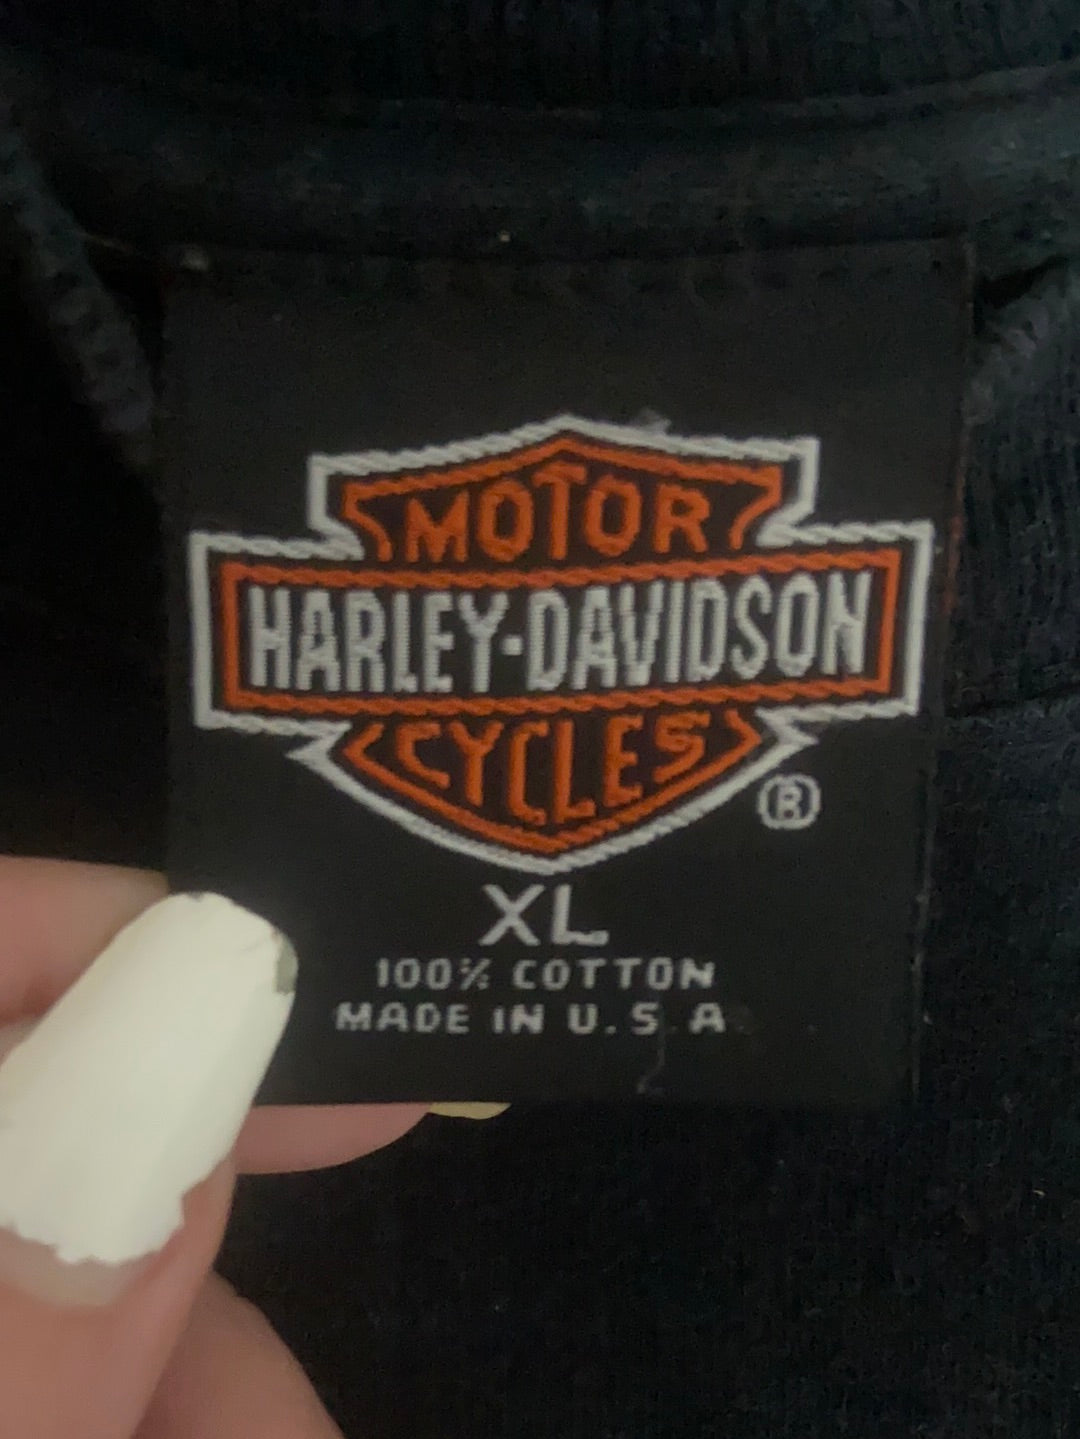 MOTOR
HARLEY-DAVIDSON
CYCLES
®
XL
100% COTTON
MADE IN U.S.A